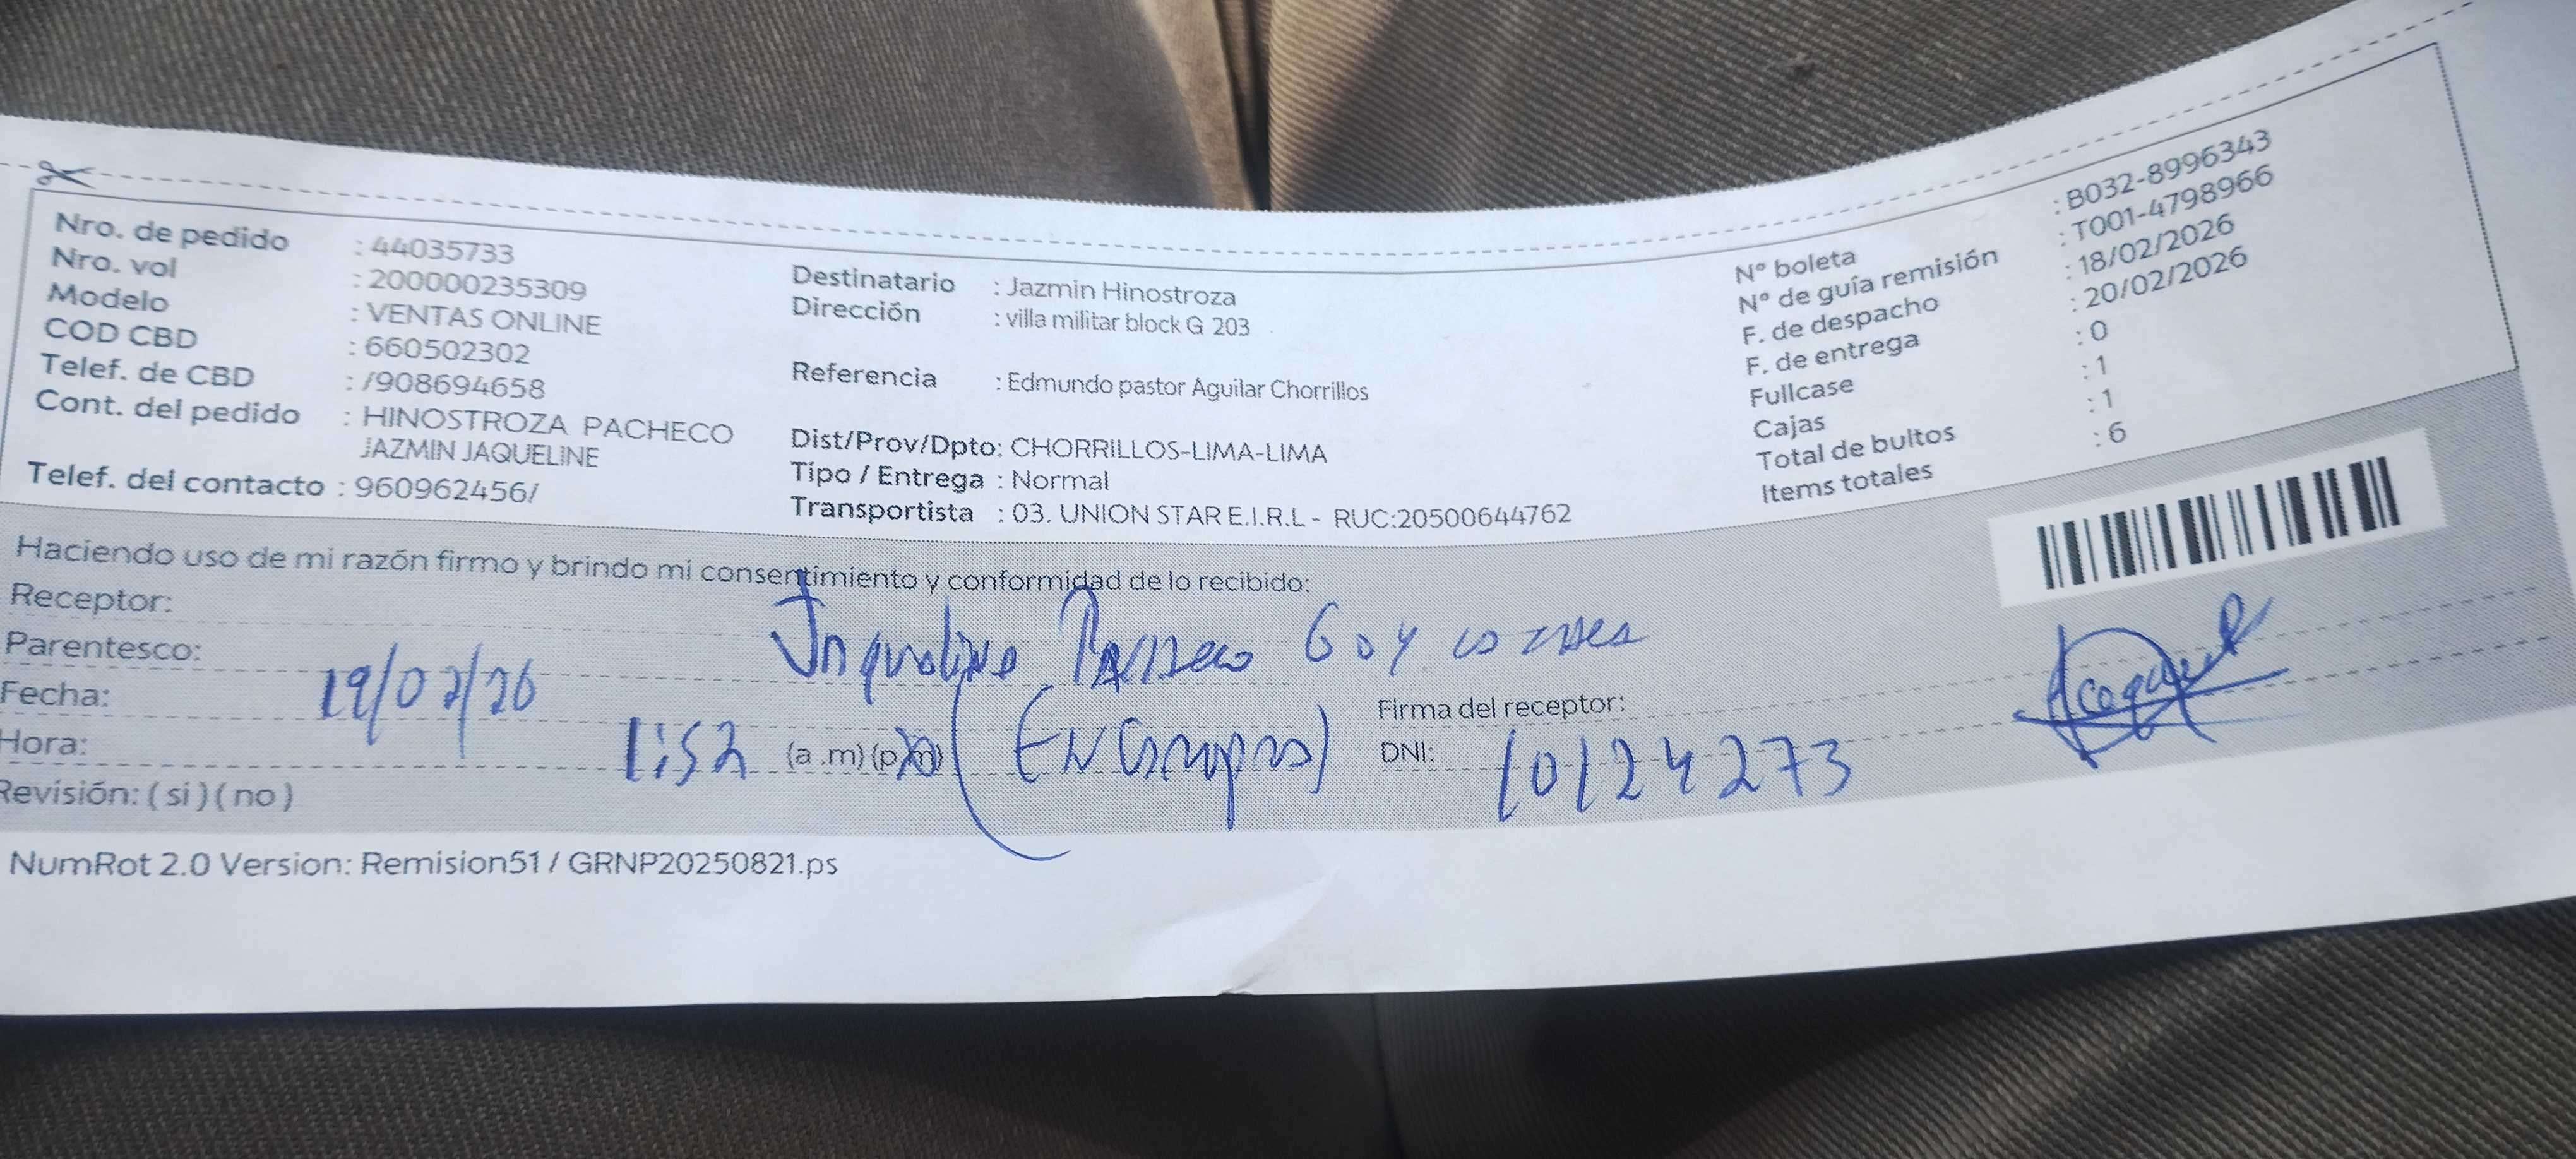 Nro. de pedido : 44035733
Nro. vol : 200000235309
Modelo : VENTAS ONLINE
COD CBD : 660502302
Telef. de CBD : /908694658
Cont. del pedido : HINOSTROZA PACHECO
JAZMIN JAQUELINE
Telef. del contacto : 960962456/
Destinatario : Jazmin Hinostroza
Dirección : villa militar block G 203
Referencia : Edmundo pastor Aguilar Chorrillos
Dist/Prov/Dpto: CHORRILLOS-LIMA-LIMA
Tipo / Entrega : Normal
Transportista : 03. UNION STAR E.I.R.L - RUC:20500644762
N° boleta : B032-8996343
N° de guía remisión : T001-4798966
F. de despacho : 18/02/2026
F. de entrega : 20/02/2026
Fullcase : 0
Cajas : 1
Total de bultos : 1
Items totales : 6
Haciendo uso de mi razón firmo y brindo mi consentimiento y conformidad de lo recibido:
Receptor: Jaqueline Pacheco
Parentesco:
Fecha: 19/02/26
Hora: 1:52 (a .m) (p.m)
Revisión: ( si ) ( no )
Firma del receptor:
DNI: 10124273
NumRot 2.0 Version: Remision51 / GRNP20250821.ps